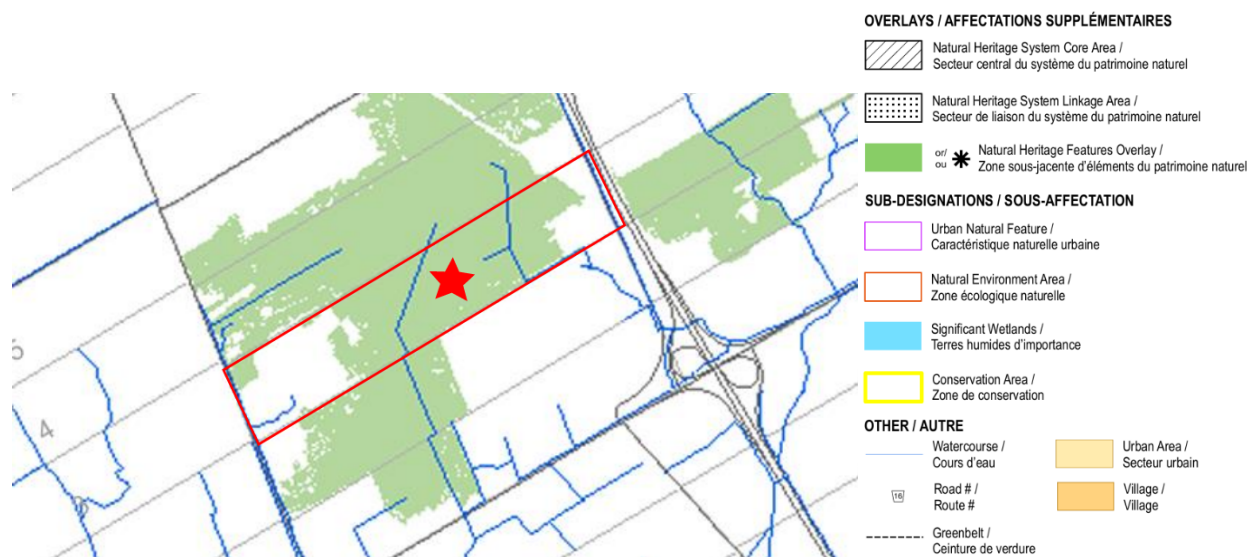 OVERLAYS / AFFECTATIONS SUPPLÉMENTAIRES
Natural Heritage System Core Area /
Secteur central du système du patrimoine naturel
Natural Heritage System Linkage Area /
Secteur de liaison du système du patrimoine naturel
or/
ou
Natural Heritage Features Overlay /
Zone sous-jacente d'éléments du patrimoine naturel
SUB-DESIGNATIONS / SOUS-AFFECTATION
Urban Natural Feature /
Caractéristique naturelle urbaine
Natural Environment Area /
Zone écologique naturelle
Significant Wetlands /
Terres humides d'importance
Conservation Area /
Zone de conservation
OTHER / AUTRE
Watercourse /
Cours d'eau
Urban Area /
Secteur urbain
16
Road # /
Route #
Village /
Village
Greenbelt /
Ceinture de verdure
5
4
3